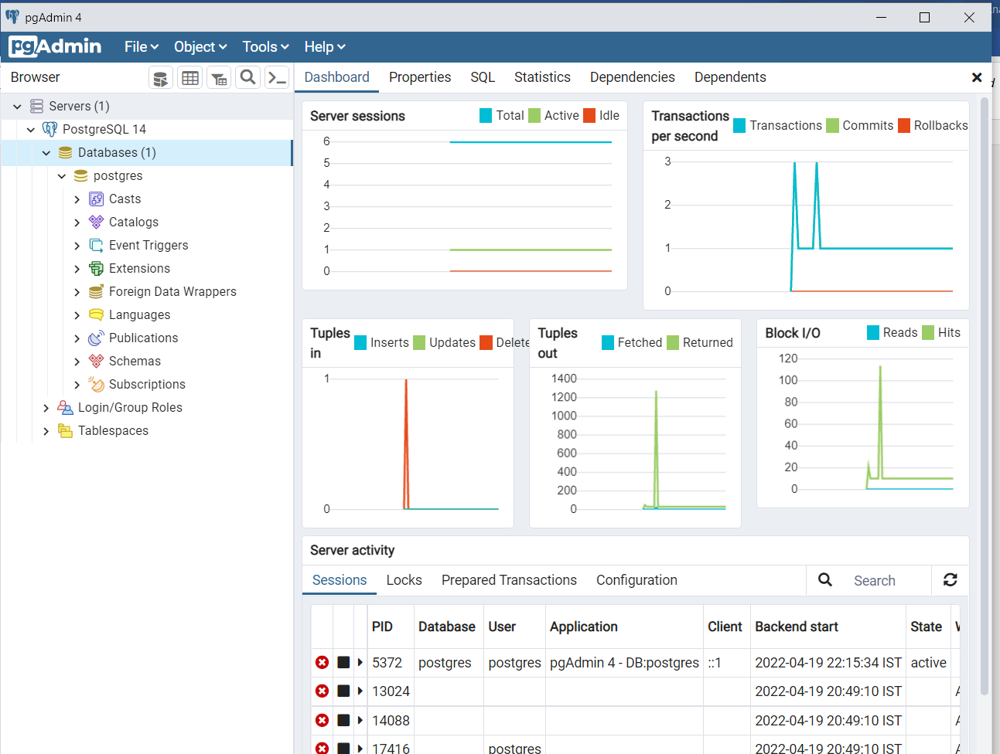 pgAdmin 4
pgAdmin File Object Tools Help
Browser
Dashboard Properties SQL Statistics Dependencies Dependents
Servers (1)
PostgreSQL 14
Databases (1)
postgres
Casts
Catalogs
Event Triggers
Extensions
Foreign Data Wrappers
Languages
Publications
Schemas
Subscriptions
Login/Group Roles
Tablespaces
Server sessions
Total Active Idle
6
5
4
3
2
1
0
Transactions
per second
Transactions Commits Rollbacks
3
2
1
0
Tuples
in
Inserts Updates Delete
1
0
Tuples
out
Fetched Returned
1400
1200
1000
800
600
400
200
0
Block I/O
Reads Hits
120
100
80
60
40
20
0
Server activity
Sessions Locks Prepared Transactions Configuration Search
PID Database User Application Client Backend start State
5372 postgres postgres pgAdmin 4 - DB:postgres ::1 2022-04-19 22:15:34 IST active
13024 2022-04-19 20:49:10 IST
14088 2022-04-19 20:49:10 IST
17416 postgres 2022-04-19 20:49:10 IST